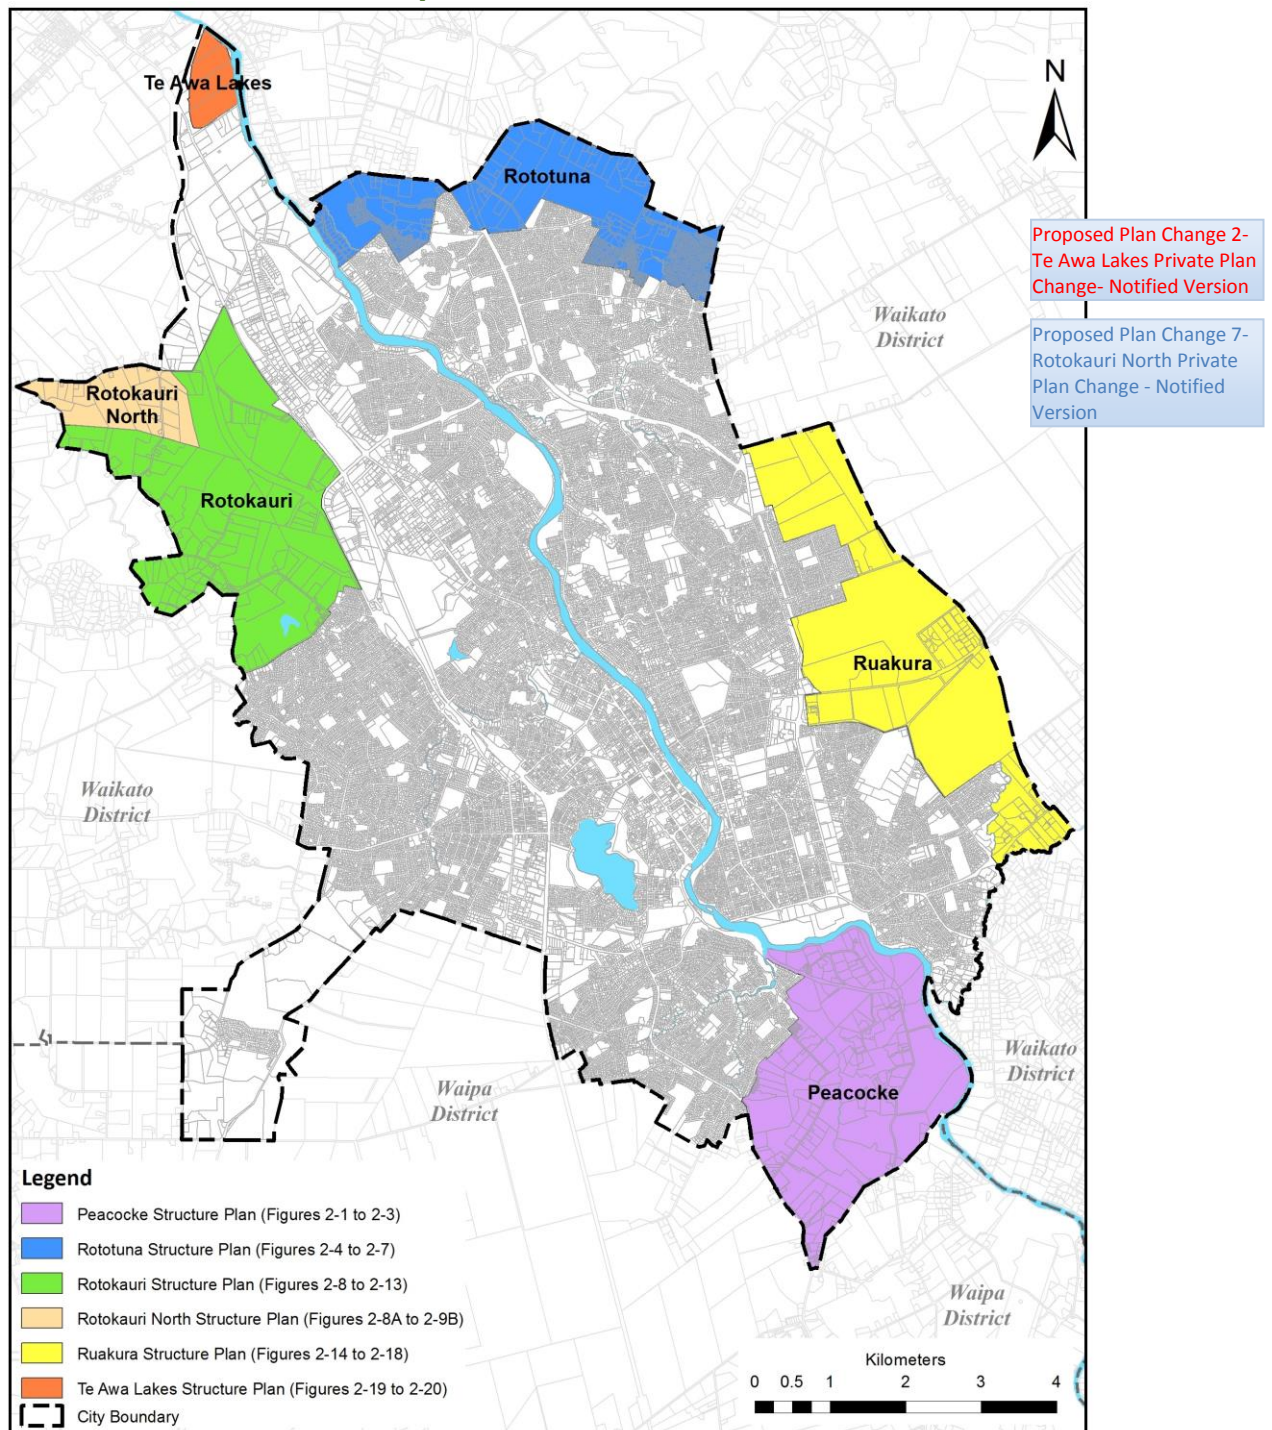 N
Te Awa Lakes
Rototuna
Proposed Plan Change 2-
Te Awa Lakes Private Plan
Change- Notified Version
Waikato
District
Proposed Plan Change 7-
Rotokauri North Private
Plan Change - Notified
Version
Rotokauri
North
Rotokauri
Ruakura
Waikato
District
Waikato
District
Waipa
District
Peacocke
Legend
Peacocke Structure Plan (Figures 2-1 to 2-3)
Rototuna Structure Plan (Figures 2-4 to 2-7)
Rotokauri Structure Plan (Figures 2-8 to 2-13)
Rotokauri North Structure Plan (Figures 2-8A to 2-9B)
Ruakura Structure Plan (Figures 2-14 to 2-18)
Te Awa Lakes Structure Plan (Figures 2-19 to 2-20)
City Boundary
Waipa
District
Kilometers
0 0.5 1 2 3 4